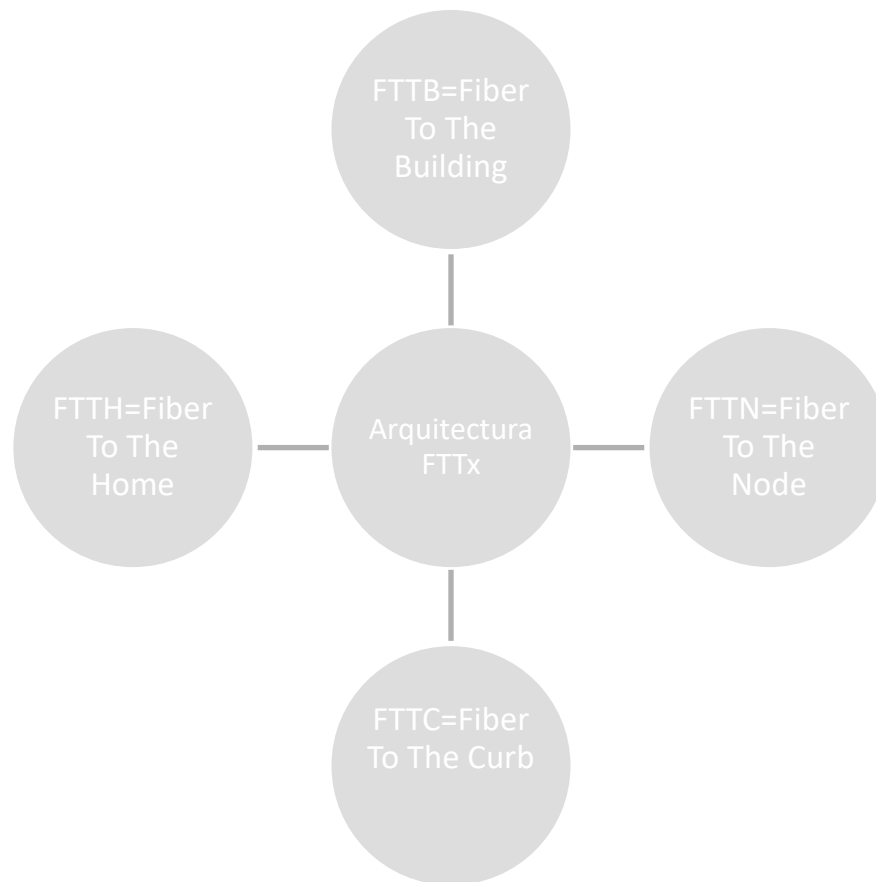 FTTB=Fiber
To The
Building
FTTH=Fiber
To The
Home
Arquitectura
FTTx
FTTN=Fiber
To The
Node
FTTC=Fiber
To The Curb